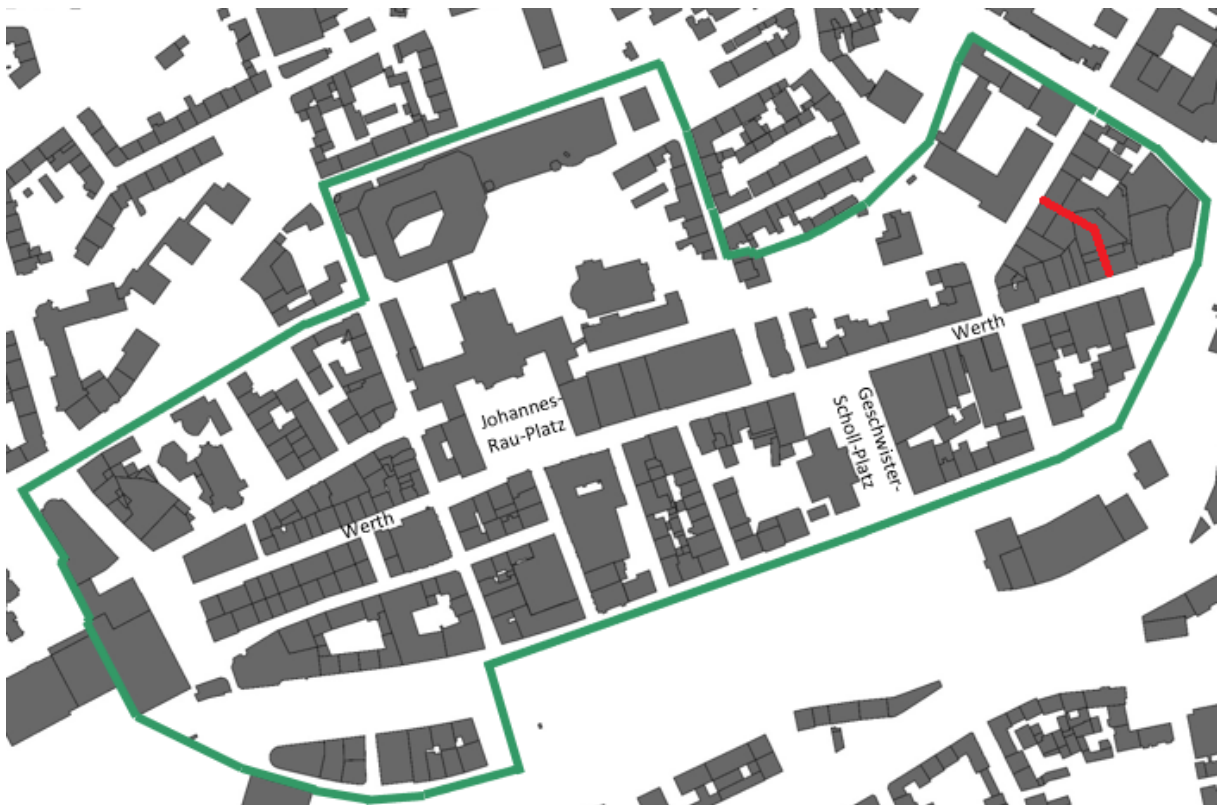 Werth
Johannes-
Rau-Platz
Geschwister-
Scholl-Platz
Werth